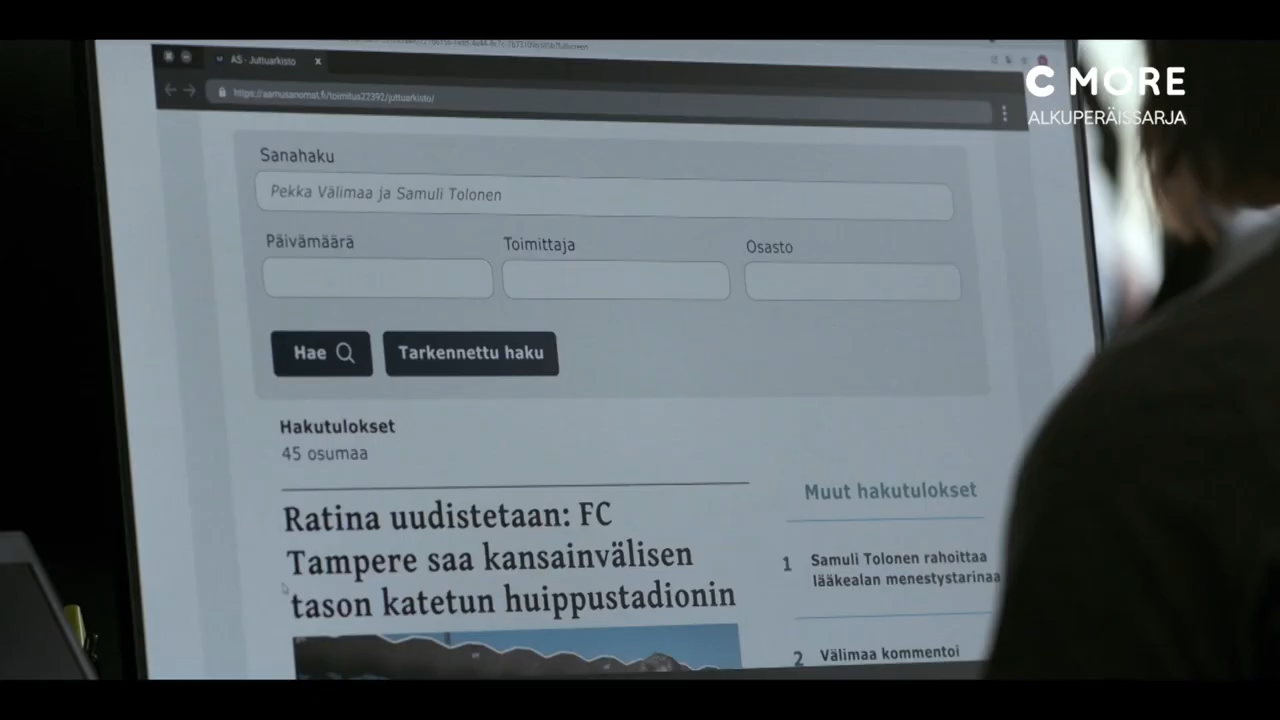 AS - Juttuarkisto
https://aamusanomat.fi/toimitus22392/juttuarkisto/
C MORE
ALKUPERÄISSARJA
Sanahaku
Pekka Välimaa ja Samuli Tolonen
Päivämäärä
Toimittaja
Osasto
Hae
Tarkennettu haku
Hakutulokset
45 osumaa
Ratina uudistetaan: FC
Tampere saa kansainvälisen
tason katetun huippustadionin
Muut hakutulokset
1 Samuli Tolonen rahoittaa
lääkealan menestystarinaa
2 Välimaa kommentoi